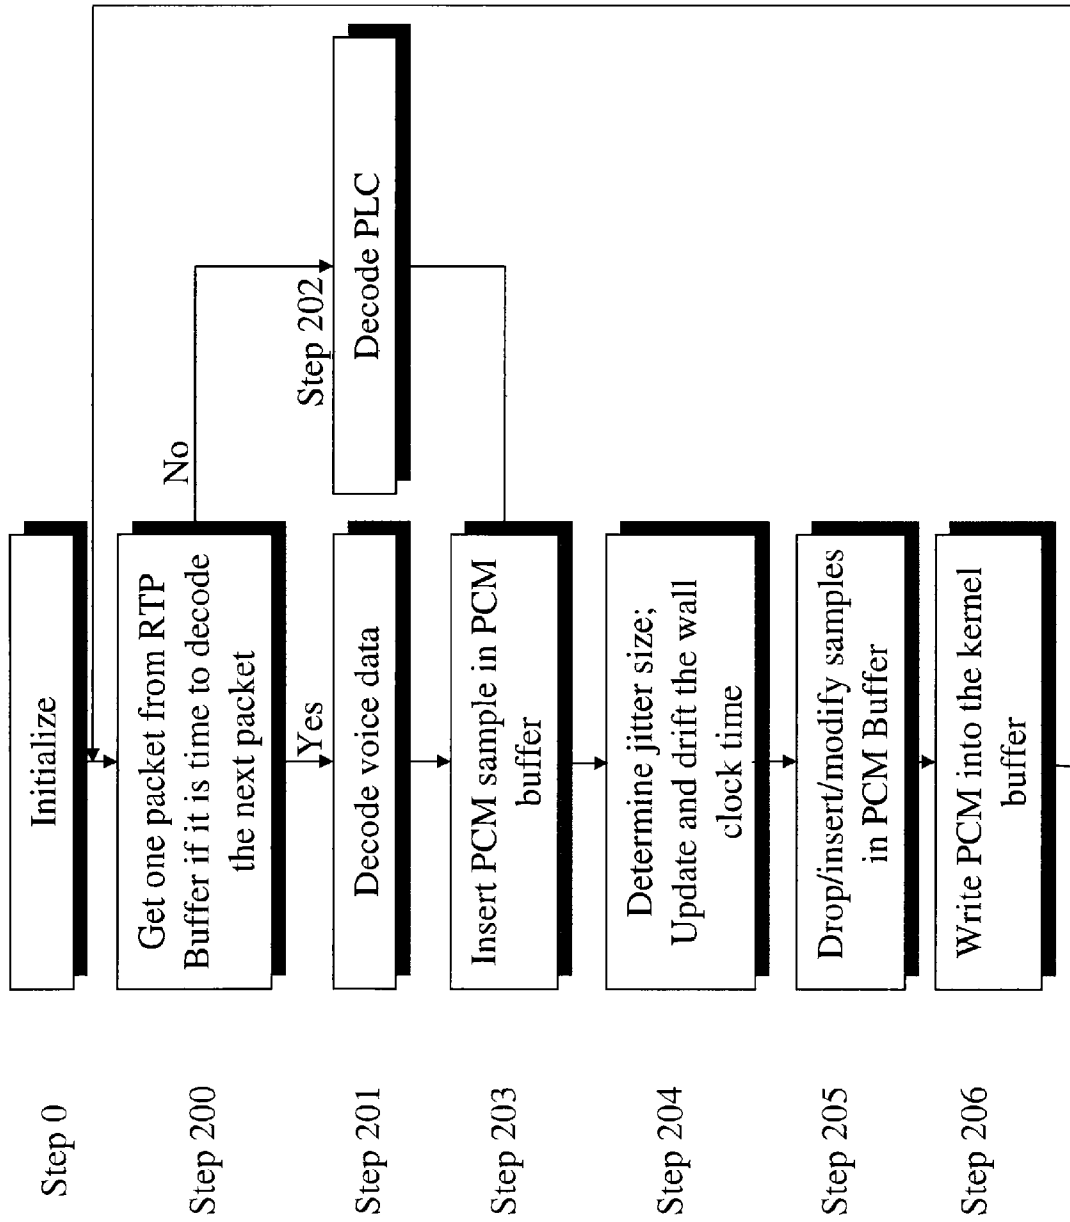 Step 0
Initialize
Step 200
Get one packet from RTP
Buffer if it is time to decode
the next packet
No
Yes
Step 201
Decode voice data
Step 202
Decode PLC
Step 203
Insert PCM sample in PCM
buffer
Step 204
Determine jitter size;
Update and drift the wall
clock time
Step 205
Drop/insert/modify samples
in PCM Buffer
Step 206
Write PCM into the kernel
buffer